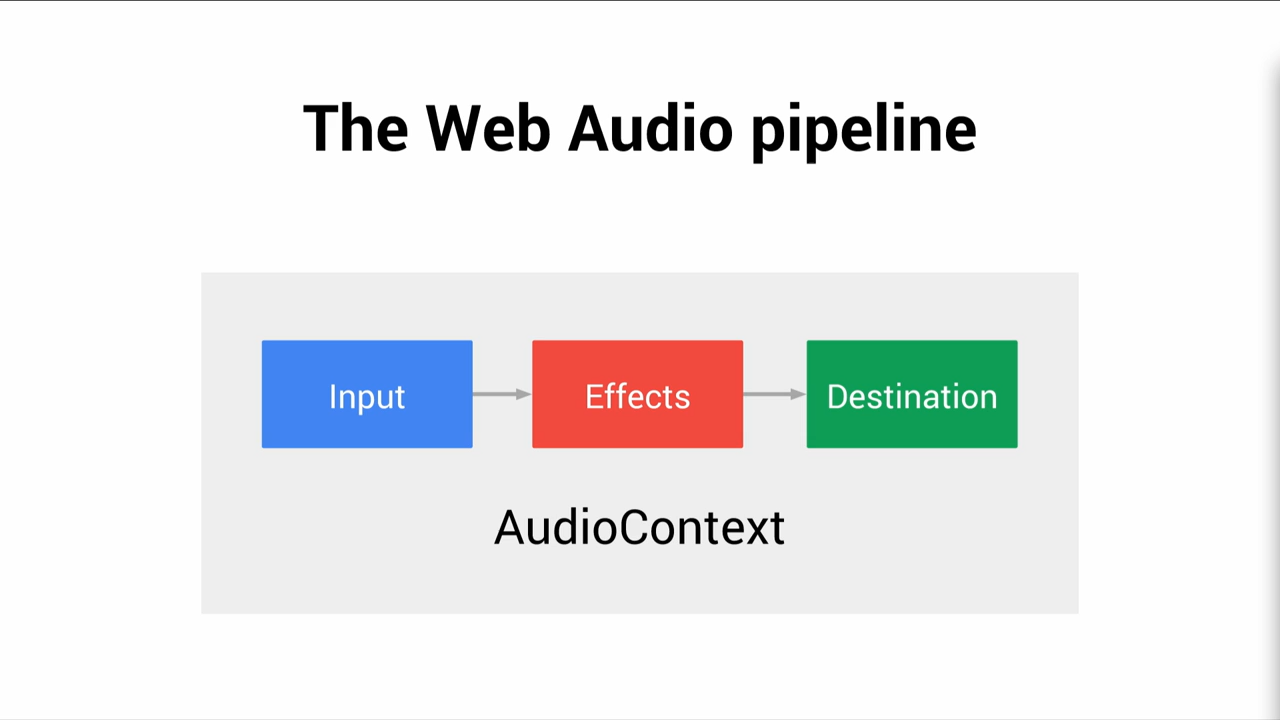 The Web Audio pipeline
Input
Effects
Destination
AudioContext